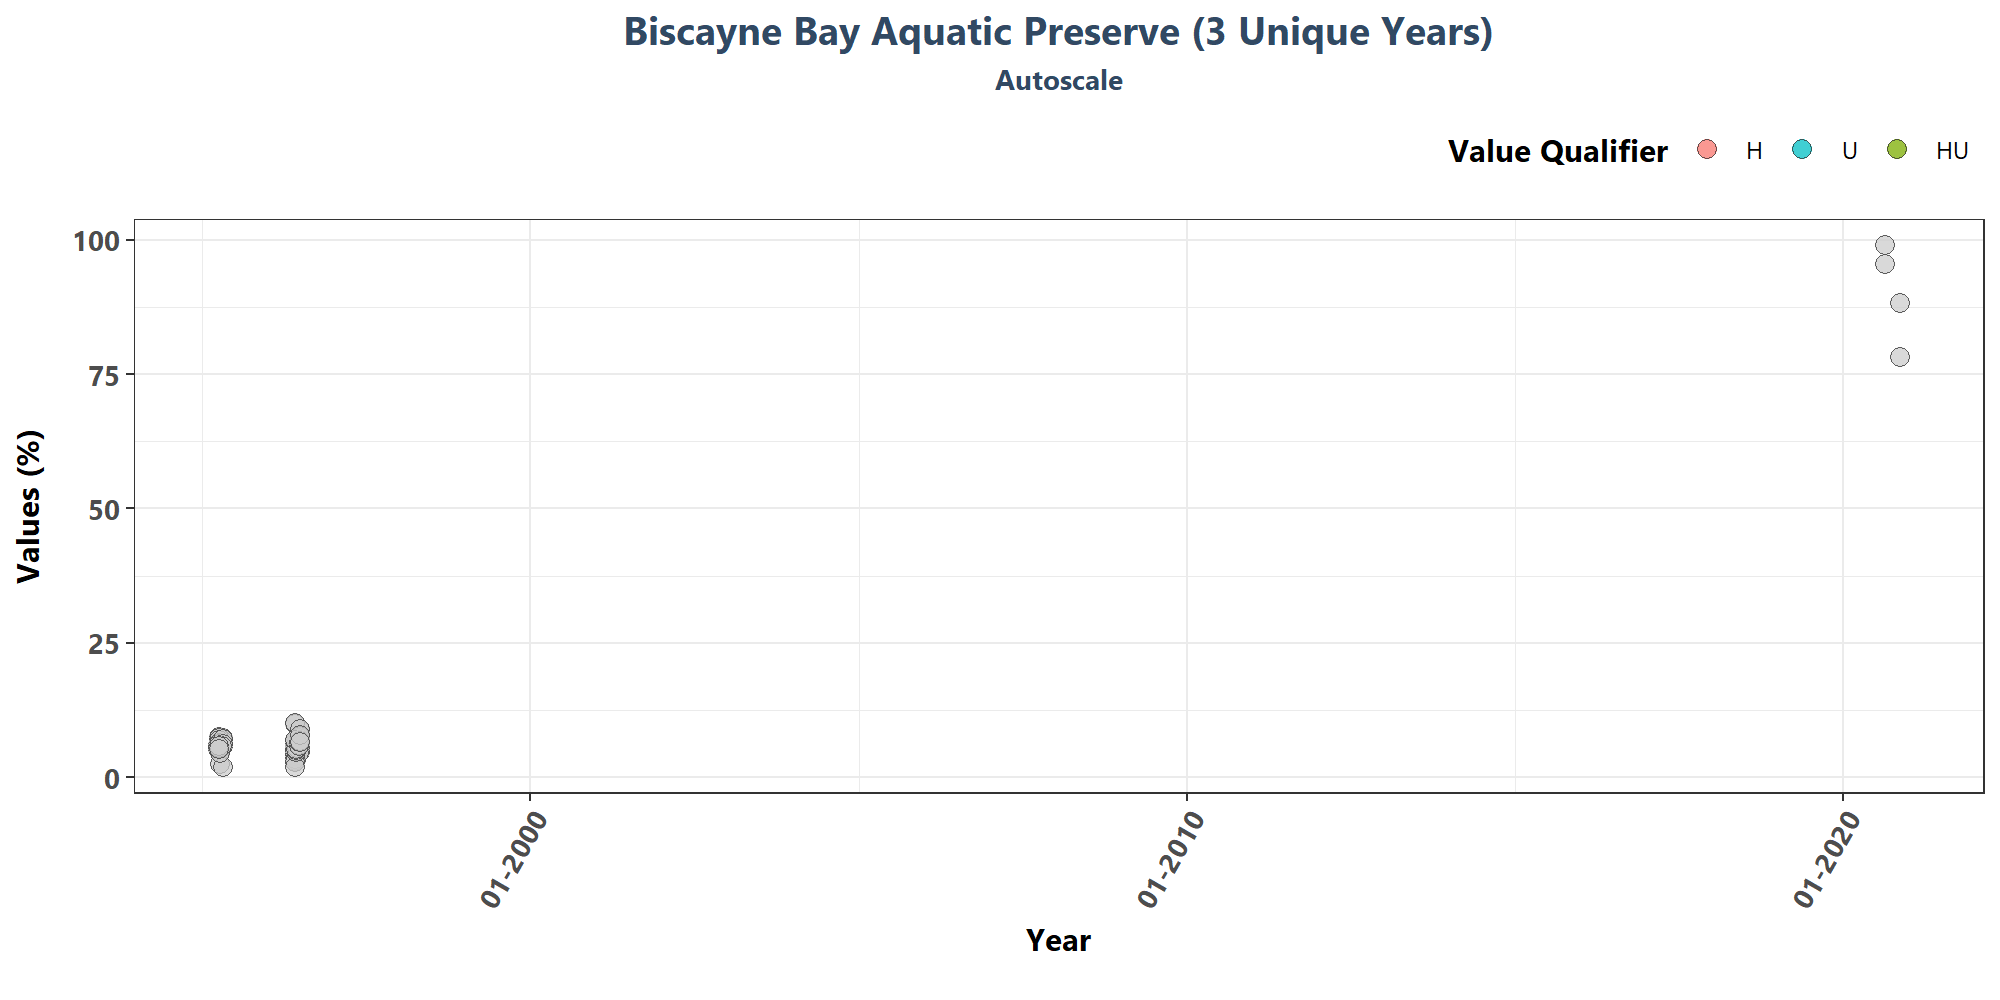 Biscayne Bay Aquatic Preserve (3 Unique Years)
Autoscale
Value Qualifier H U HU
100
75
50
25
0
Values (%)
01-2000 01-2010 01-2020
Year